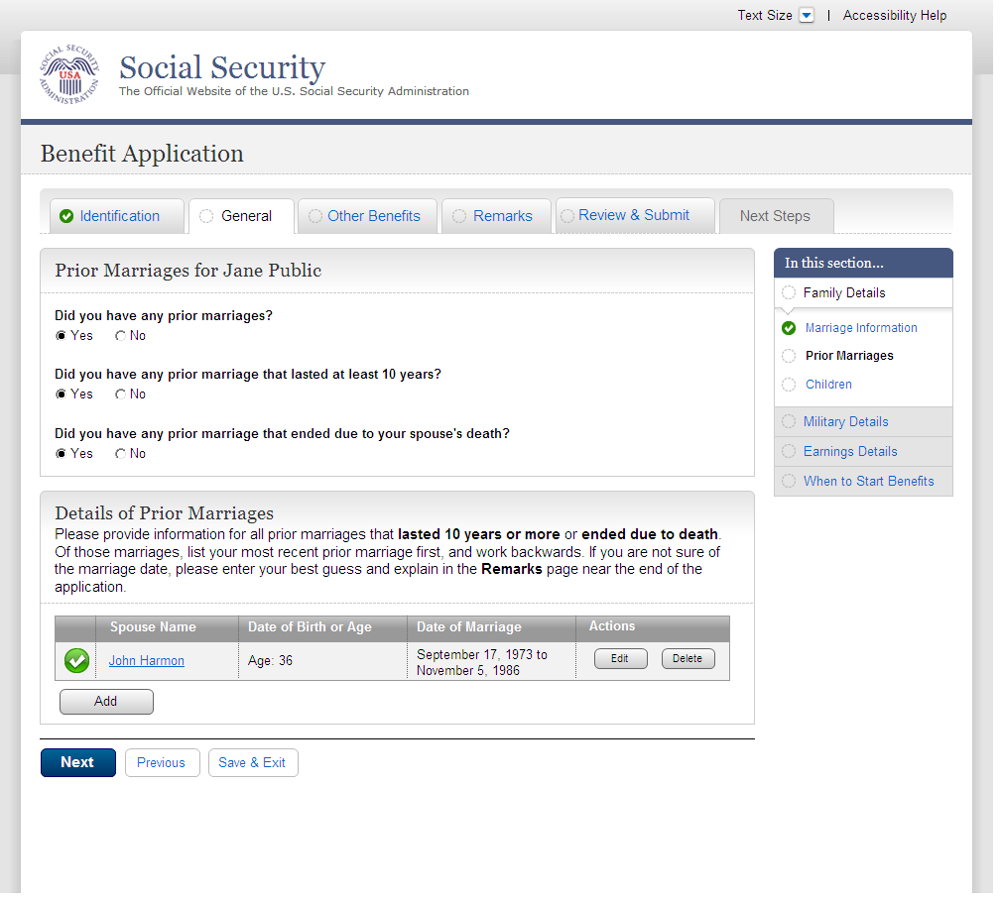 Text Size | Accessibility Help
SOCIAL SECURITY ADMINISTRATION
USA
Social Security
The Official Website of the U.S. Social Security Administration
Benefit Application
Identification
General
Other Benefits
Remarks
Review & Submit
Next Steps
Prior Marriages for Jane Public
Did you have any prior marriages?
Yes No
Did you have any prior marriage that lasted at least 10 years?
Yes No
Did you have any prior marriage that ended due to your spouse's death?
Yes No
Details of Prior Marriages
Please provide information for all prior marriages that lasted 10 years or more or ended due to death.
Of those marriages, list your most recent prior marriage first, and work backwards. If you are not sure of
the marriage date, please enter your best guess and explain in the Remarks page near the end of the
application.
Spouse Name Date of Birth or Age Date of Marriage Actions
John Harmon
Age: 36
September 17, 1973 to
November 5, 1986
Edit Delete
Add
Next Previous Save & Exit
In this section...
Family Details
Marriage Information
Prior Marriages
Children
Military Details
Earnings Details
When to Start Benefits